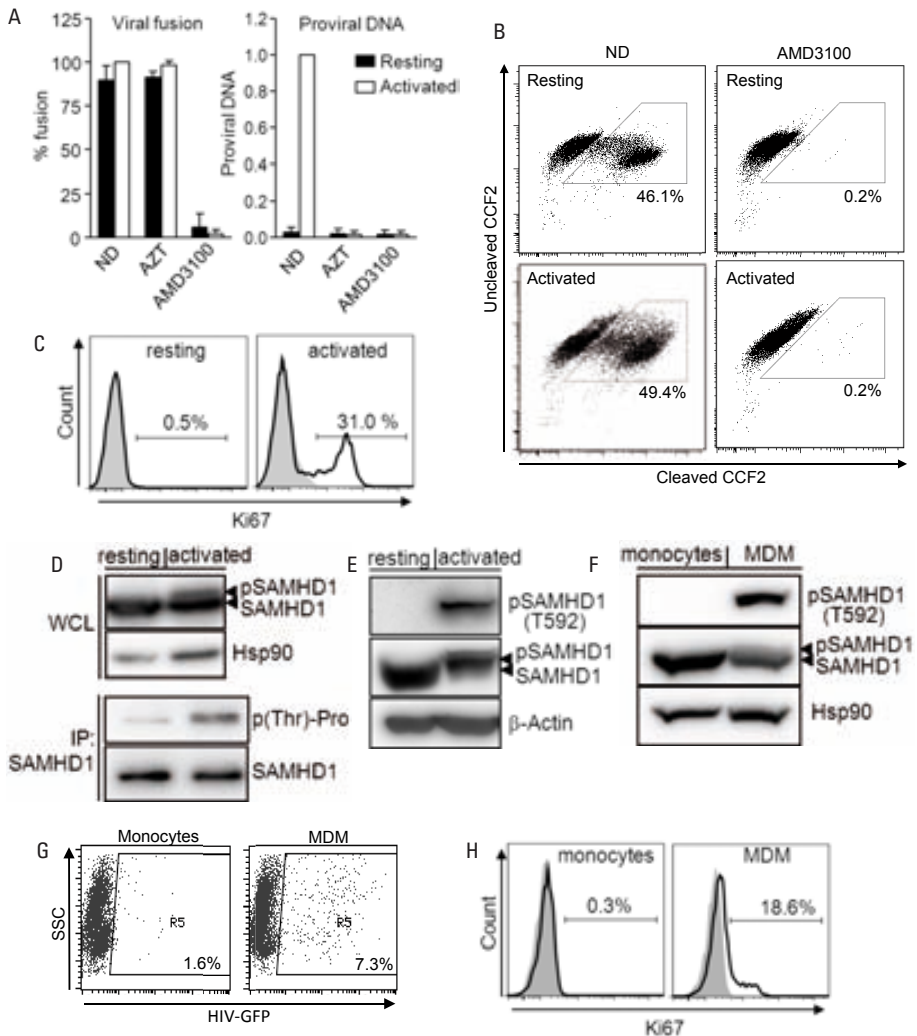 A
Viral fusion
Proviral DNA
% fusion
125
100
75
50
25
0
ND
AZT
AMD3100
Proviral DNA
1.2
1.0
0.8
0.6
0.4
0.2
0.0
ND
AZT
AMD3100
Resting
Activated
B
ND
AMD3100
Resting
46.1%
Resting
0.2%
Activated
49.4%
Activated
0.2%
Uncleaved CCF2
Cleaved CCF2
C
resting
activated
0.5%
31.0 %
Count
Ki67
D
resting activated
WCL
pSAMHD1
SAMHD1
Hsp90
IP:
SAMHD1
p(Thr)-Pro
SAMHD1
E
resting activated
pSAMHD1
(T592)
pSAMHD1
SAMHD1
β-Actin
F
monocytes MDM
pSAMHD1
(T592)
pSAMHD1
SAMHD1
Hsp90
G
Monocytes
MDM
SSC
R5
1.6%
R5
7.3%
HIV-GFP
H
monocytes
MDM
0.3%
18.6%
Count
Ki67